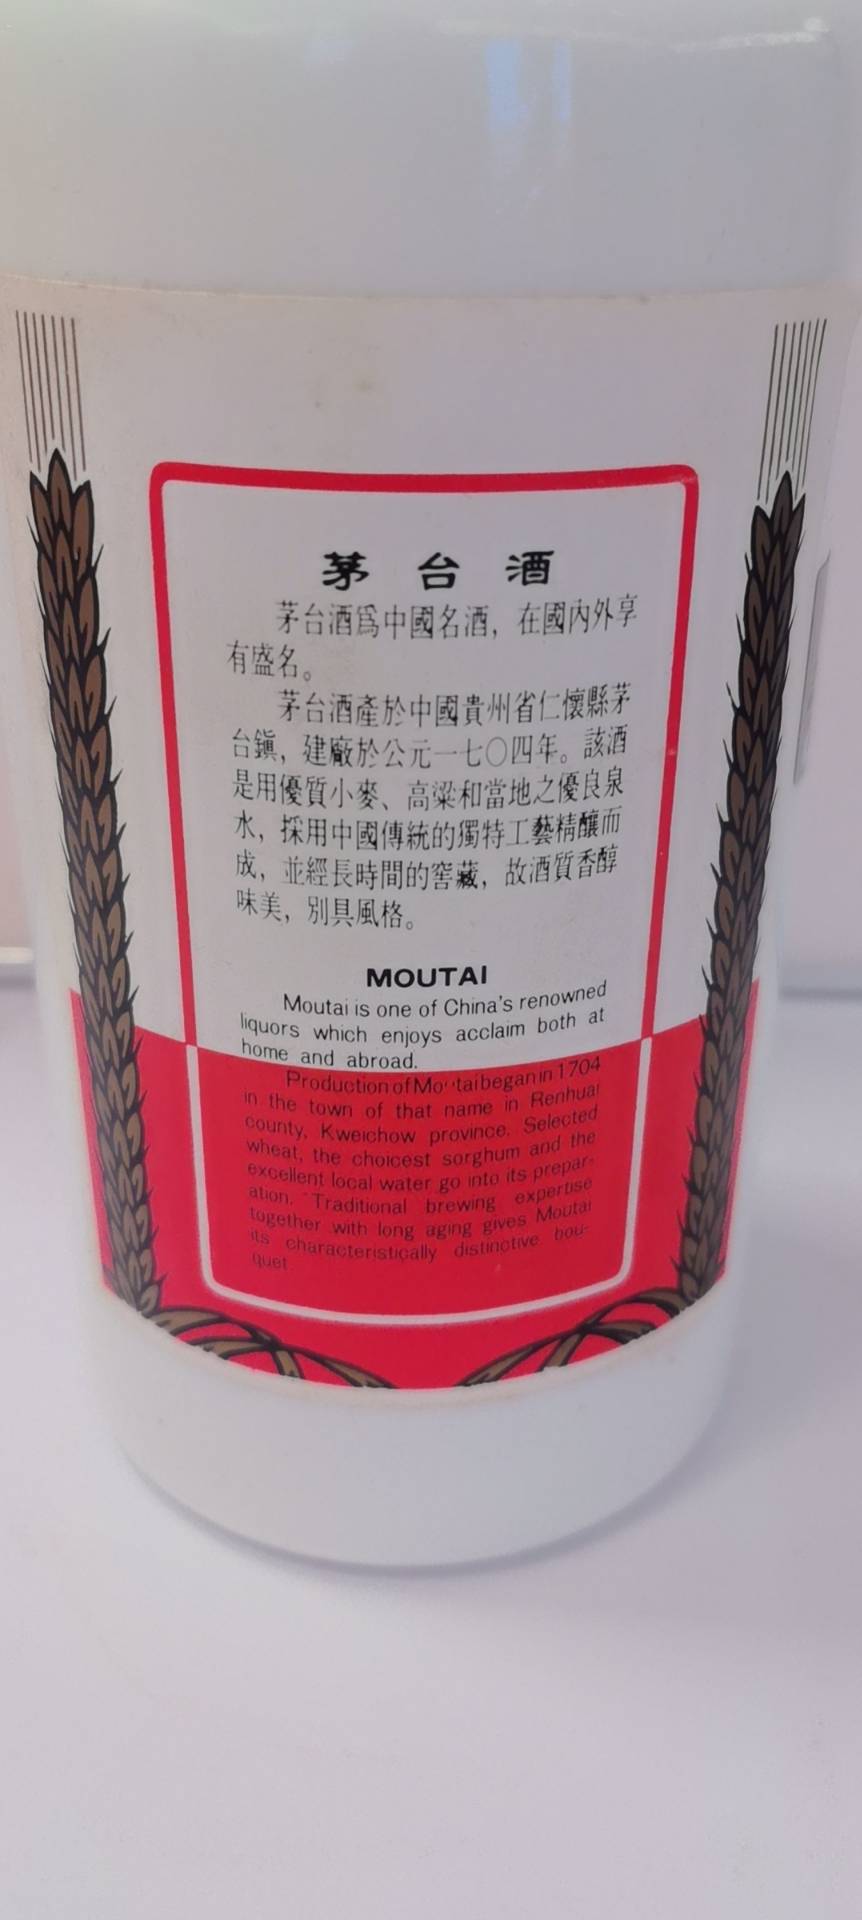 茅台酒
茅台酒爲中國名酒，在國內外享
有盛名。
茅台酒產於中國貴州省仁懷縣茅
台鎮，建廠於公元一七〇四年。該酒
是用優質小麥、高粱和當地之優良泉
水，採用中國傳統的獨特工藝精釀而
成，並經長時間的窖藏，故酒質香醇
味美，別具風格。
MOUTAI
Moutai is one of China's renowned
liquors which enjoys acclaim both at
home and abroad.
Production of Moutai began in 1704
in the town of that name in Renhuai
county, Kweichow province. Selected
wheat, the choicest sorghum and the
excellent local water go into its prepar-
ation. Traditional brewing expertise
together with long aging gives Moutai
its characteristically distinctive bou-
quet